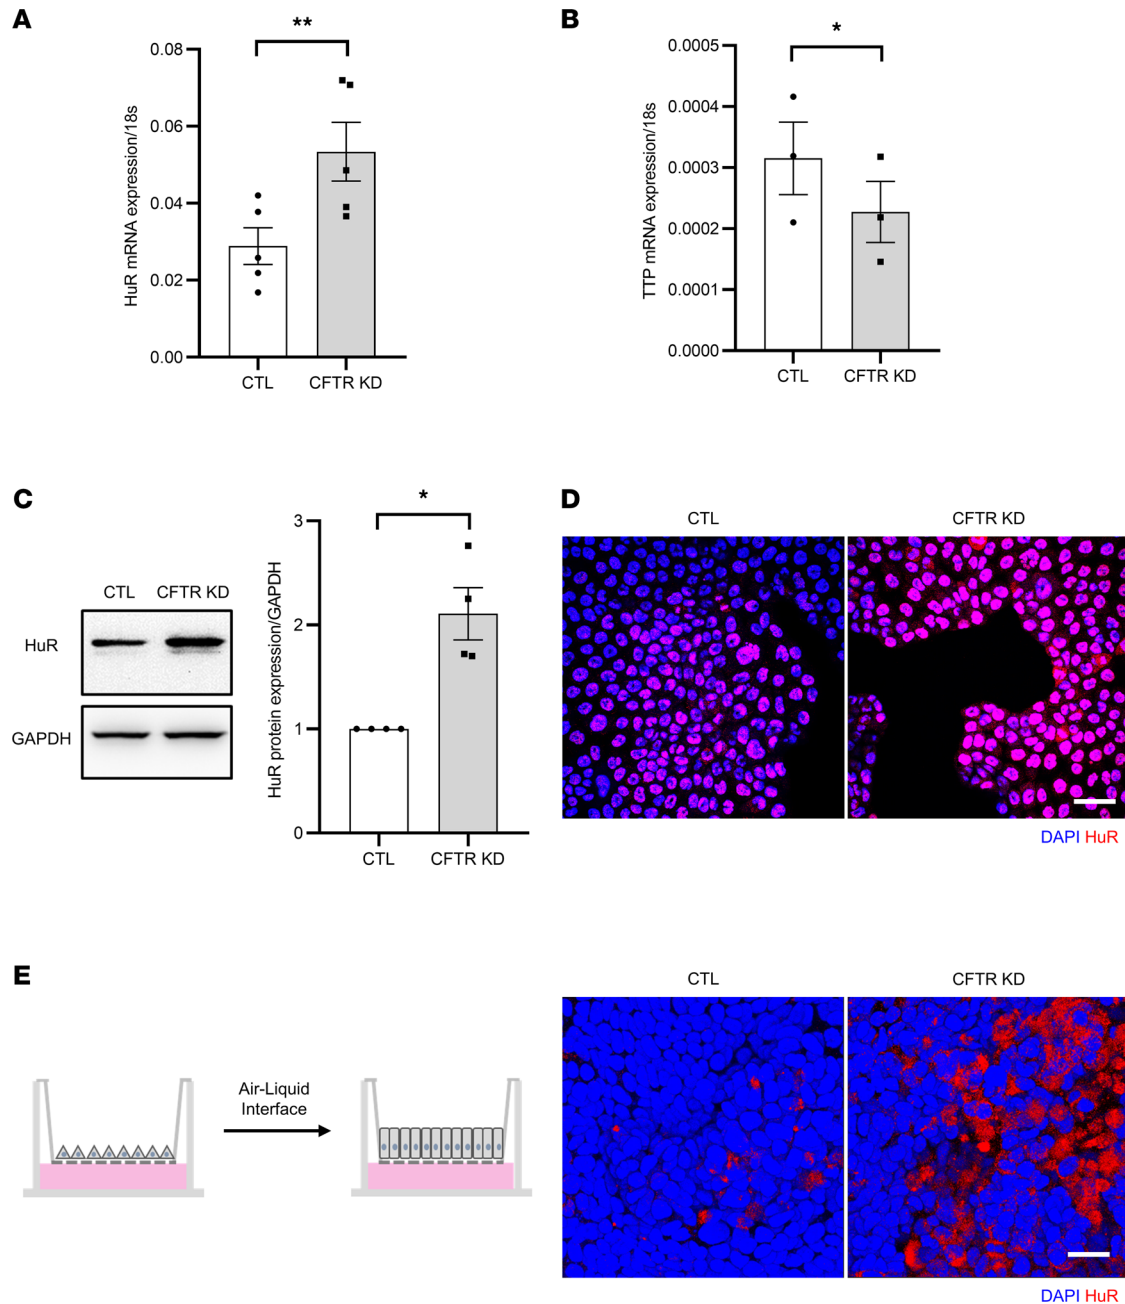 A
**
HuR mRNA expression/18s
0.08
0.06
0.04
0.02
0.00
CTL
CFTR KD
B
*
TTP mRNA expression/18s
0.0005
0.0004
0.0003
0.0002
0.0001
0.0000
CTL
CFTR KD
C
CTL
CFTR KD
HuR
GAPDH
*
HuR protein expression/GAPDH
3
2
1
0
CTL
CFTR KD
D
CTL
CFTR KD
DAPI HuR
E
Air-Liquid
Interface
CTL
CFTR KD
DAPI HuR